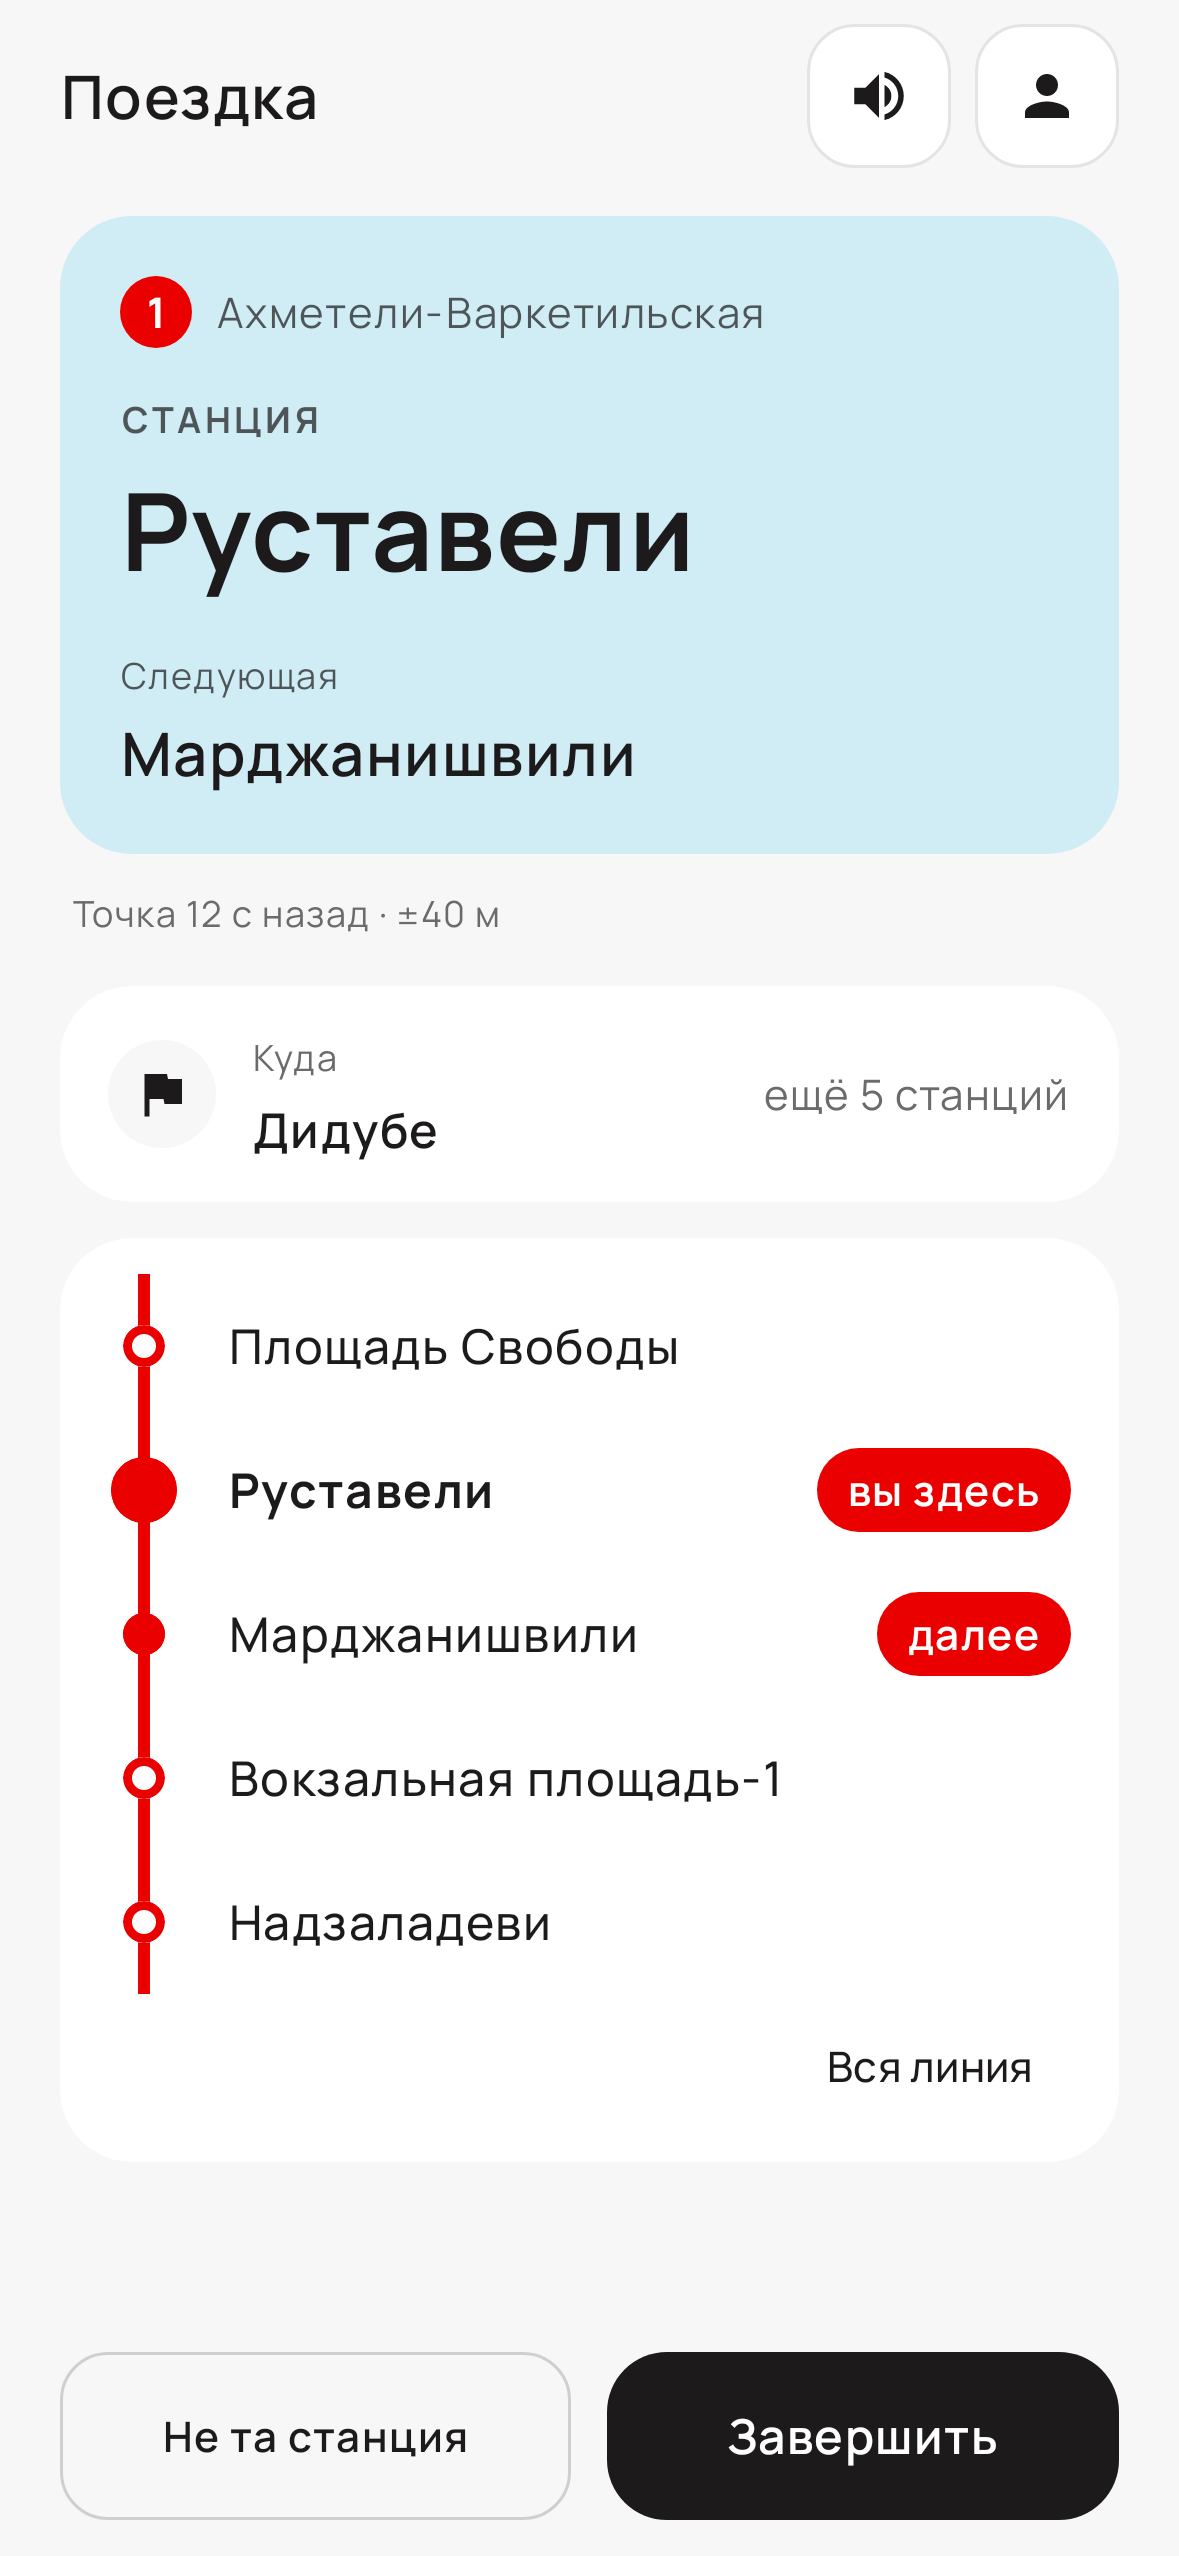 Поездка
1 Ахметели-Варкетильская
СТАНЦИЯ
Руставели
Следующая
Марджанишвили
Точка 12 с назад · ±40 м
Куда
Дидубе
ещё 5 станций
Площадь Свободы
Руставели вы здесь
Марджанишвили далее
Вокзальная площадь-1
Надзаладеви
Вся линия
Не та станция Завершить